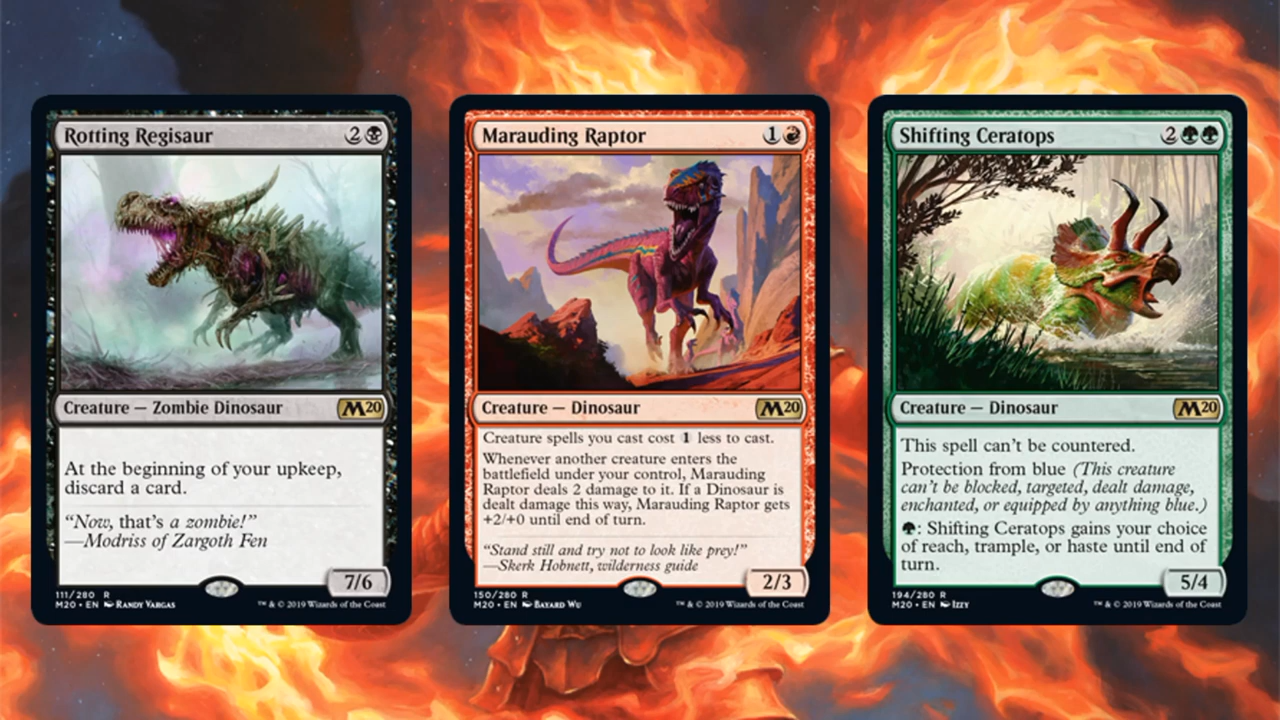 Rotting Regisaur 2
Creature — Zombie Dinosaur M20
At the beginning of your upkeep,
discard a card.
“Now, that’s a zombie!”
—Modriss of Zargoth Fen
7/6
111/280 R
M20 • EN Randy Vargas ™ & © 2019 Wizards of the Coast
Marauding Raptor 1
Creature — Dinosaur M20
Creature spells you cast cost 1 less to cast.
Whenever another creature enters the
battlefield under your control, Marauding
Raptor deals 2 damage to it. If a Dinosaur is
dealt damage this way, Marauding Raptor gets
+2/+0 until end of turn.
“Stand still and try not to look like prey!”
—Skerk Hobnett, wilderness guide
2/3
150/280 R
M20 • EN Bayard Wu ™ & © 2019 Wizards of the Coast
Shifting Ceratops 2
Creature — Dinosaur M20
This spell can’t be countered.
Protection from blue (This creature
can’t be blocked, targeted, dealt damage,
enchanted, or equipped by anything blue.)
: Shifting Ceratops gains your choice
of reach, trample, or haste until end of
turn.
5/4
194/280 R
M20 • EN Izzy ™ & © 2019 Wizards of the Coast